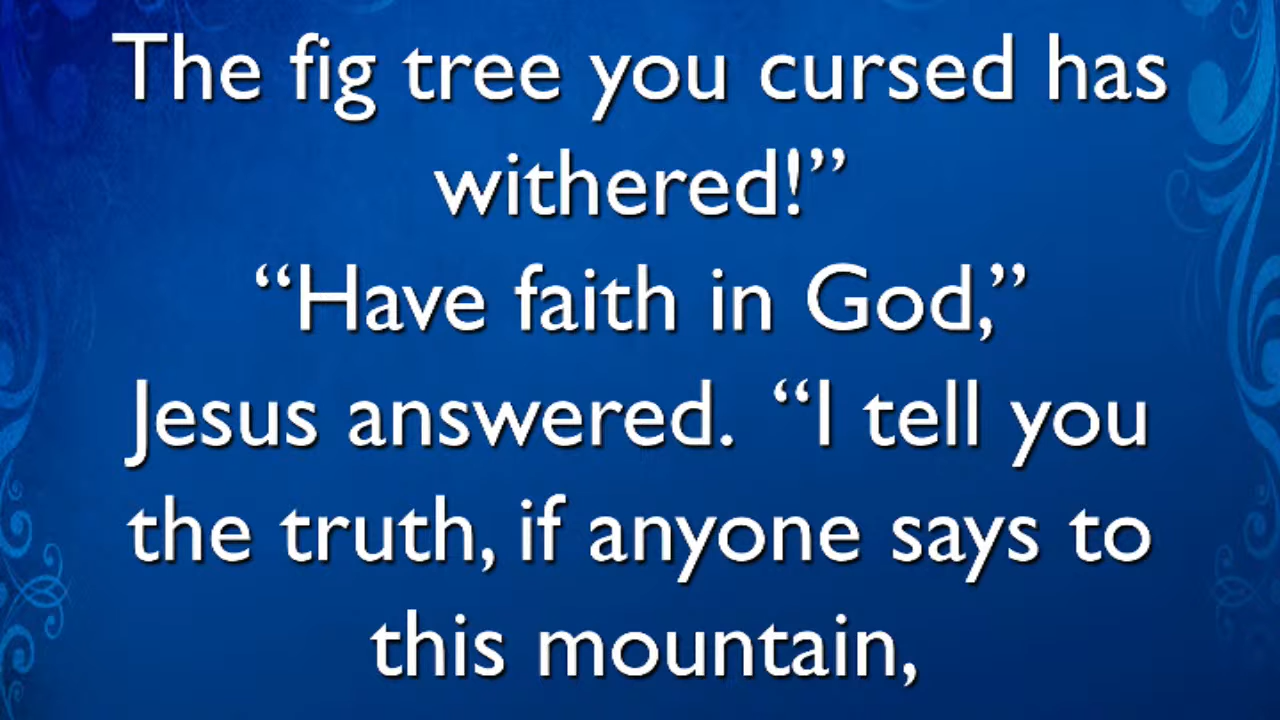 The fig tree you cursed has
withered!”
“Have faith in God,”
Jesus answered.  “I tell you
the truth, if anyone says to
this mountain,